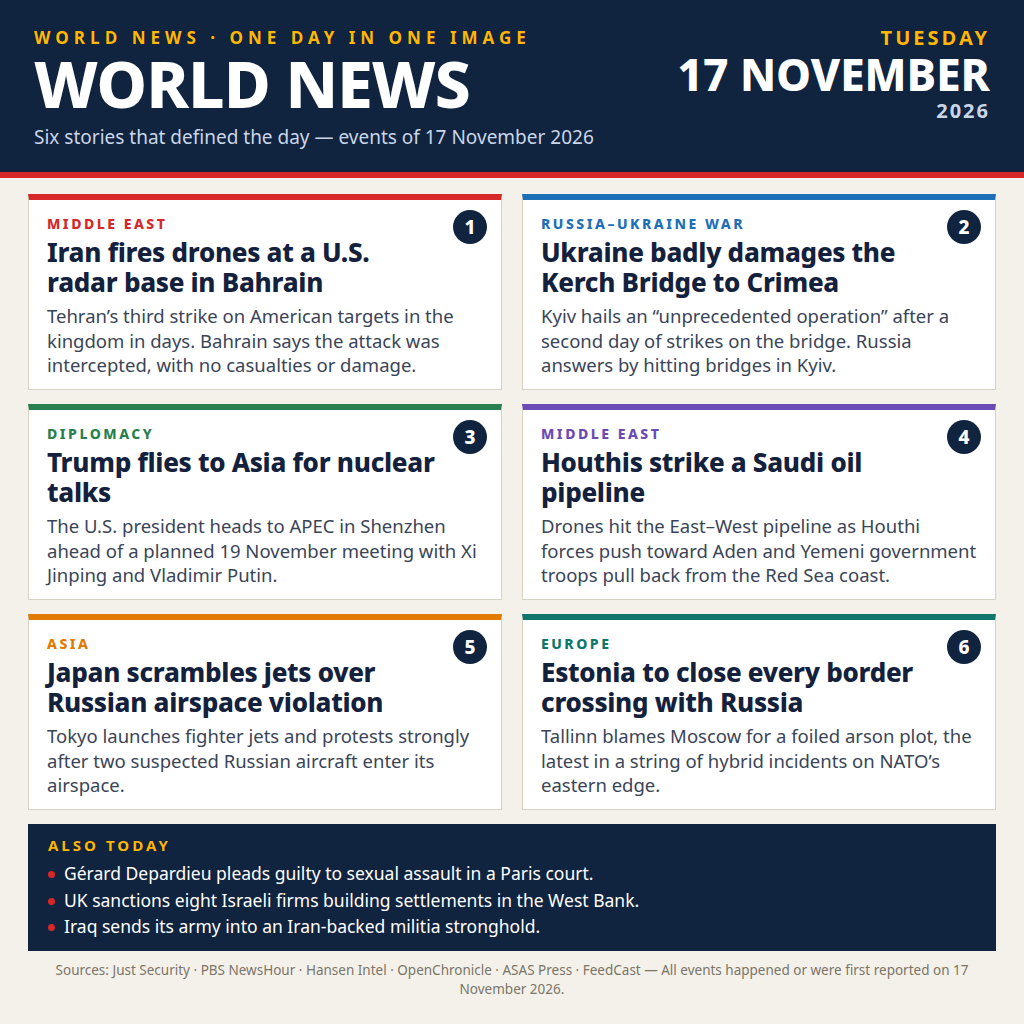 WORLD NEWS · ONE DAY IN ONE IMAGE
WORLD NEWS
Six stories that defined the day — events of 17 November 2026
TUESDAY
17 NOVEMBER
2026
MIDDLE EAST
1
Iran fires drones at a U.S.
radar base in Bahrain
Tehran’s third strike on American targets in the
kingdom in days. Bahrain says the attack was
intercepted, with no casualties or damage.
RUSSIA–UKRAINE WAR
2
Ukraine badly damages the
Kerch Bridge to Crimea
Kyiv hails an “unprecedented operation” after a
second day of strikes on the bridge. Russia
answers by hitting bridges in Kyiv.
DIPLOMACY
3
Trump flies to Asia for nuclear
talks
The U.S. president heads to APEC in Shenzhen
ahead of a planned 19 November meeting with Xi
Jinping and Vladimir Putin.
MIDDLE EAST
4
Houthis strike a Saudi oil
pipeline
Drones hit the East–West pipeline as Houthi
forces push toward Aden and Yemeni government
troops pull back from the Red Sea coast.
ASIA
5
Japan scrambles jets over
Russian airspace violation
Tokyo launches fighter jets and protests strongly
after two suspected Russian aircraft enter its
airspace.
EUROPE
6
Estonia to close every border
crossing with Russia
Tallinn blames Moscow for a foiled arson plot, the
latest in a string of hybrid incidents on NATO’s
eastern edge.
ALSO TODAY
Gérard Depardieu pleads guilty to sexual assault in a Paris court.
UK sanctions eight Israeli firms building settlements in the West Bank.
Iraq sends its army into an Iran-backed militia stronghold.
Sources: Just Security · PBS NewsHour · Hansen Intel · OpenChronicle · ASAS Press · FeedCast — All events happened or were first reported on 17
November 2026.